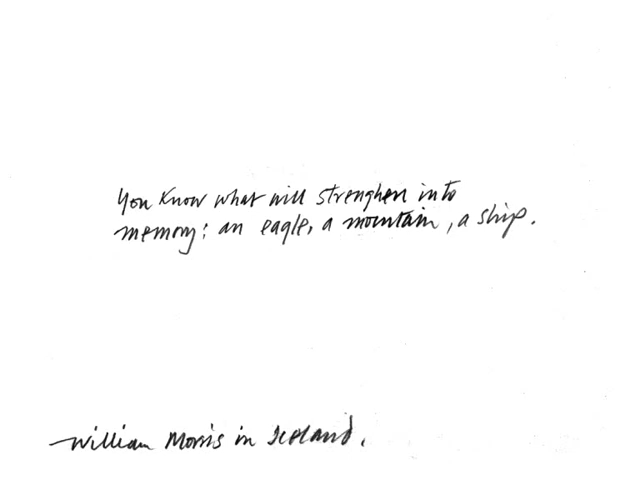 You know what will strenghen into
memory: an eagle, a mountain, a ship.
William Morris in Iceland.